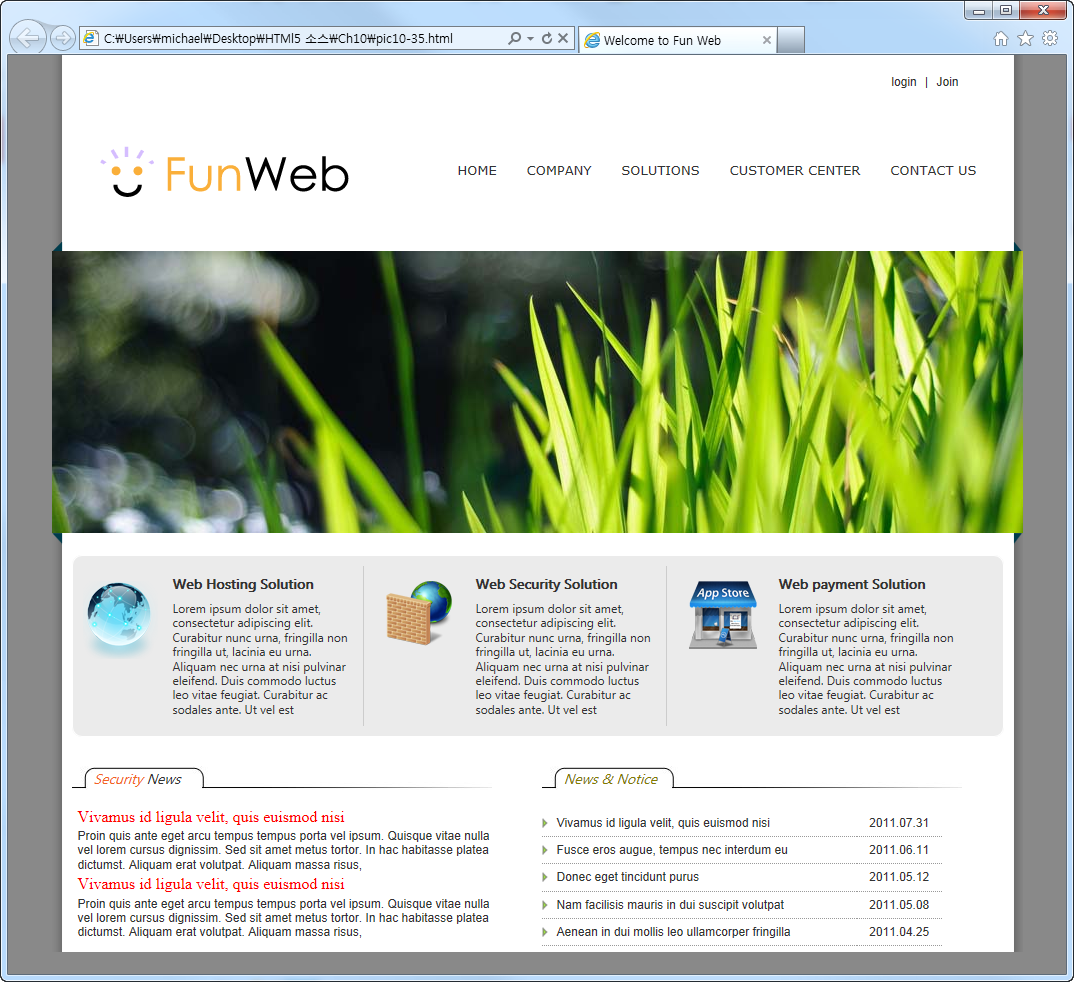 C:₩Users₩michael₩Desktop₩HTMl5 소스₩Ch10₩pic10-35.html
Welcome to Fun Web
login | Join
FunWeb
HOME COMPANY SOLUTIONS CUSTOMER CENTER CONTACT US
Web Hosting Solution
Lorem ipsum dolor sit amet,
consectetur adipiscing elit.
Curabitur nunc urna, fringilla non
fringilla ut, lacinia eu urna.
Aliquam nec urna at nisi pulvinar
eleifend. Duis commodo luctus
leo vitae feugiat. Curabitur ac
sodales ante. Ut vel est
Web Security Solution
Lorem ipsum dolor sit amet,
consectetur adipiscing elit.
Curabitur nunc urna, fringilla non
fringilla ut, lacinia eu urna.
Aliquam nec urna at nisi pulvinar
eleifend. Duis commodo luctus
leo vitae feugiat. Curabitur ac
sodales ante. Ut vel est
App Store
Web payment Solution
Lorem ipsum dolor sit amet,
consectetur adipiscing elit.
Curabitur nunc urna, fringilla non
fringilla ut, lacinia eu urna.
Aliquam nec urna at nisi pulvinar
eleifend. Duis commodo luctus
leo vitae feugiat. Curabitur ac
sodales ante. Ut vel est
Security News
Vivamus id ligula velit, quis euismod nisi
Proin quis ante eget arcu tempus tempus porta vel ipsum. Quisque vitae nulla
vel lorem cursus dignissim. Sed sit amet metus tortor. In hac habitasse platea
dictumst. Aliquam erat volutpat. Aliquam massa risus,
Vivamus id ligula velit, quis euismod nisi
Proin quis ante eget arcu tempus tempus porta vel ipsum. Quisque vitae nulla
vel lorem cursus dignissim. Sed sit amet metus tortor. In hac habitasse platea
dictumst. Aliquam erat volutpat. Aliquam massa risus,
News & Notice
Vivamus id ligula velit, quis euismod nisi 2011.07.31
Fusce eros augue, tempus nec interdum eu 2011.06.11
Donec eget tincidunt purus 2011.05.12
Nam facilisis mauris in dui suscipit volutpat 2011.05.08
Aenean in dui mollis leo ullamcorper fringilla 2011.04.25